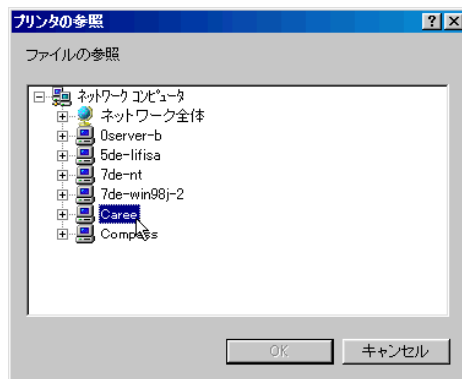 プリンタの参照
ファイルの参照
ネットワーク コンピュータ
ネットワーク全体
0server-b
5de-lifisa
7de-nt
7de-win98j-2
Caree
Compass
OK
キャンセル